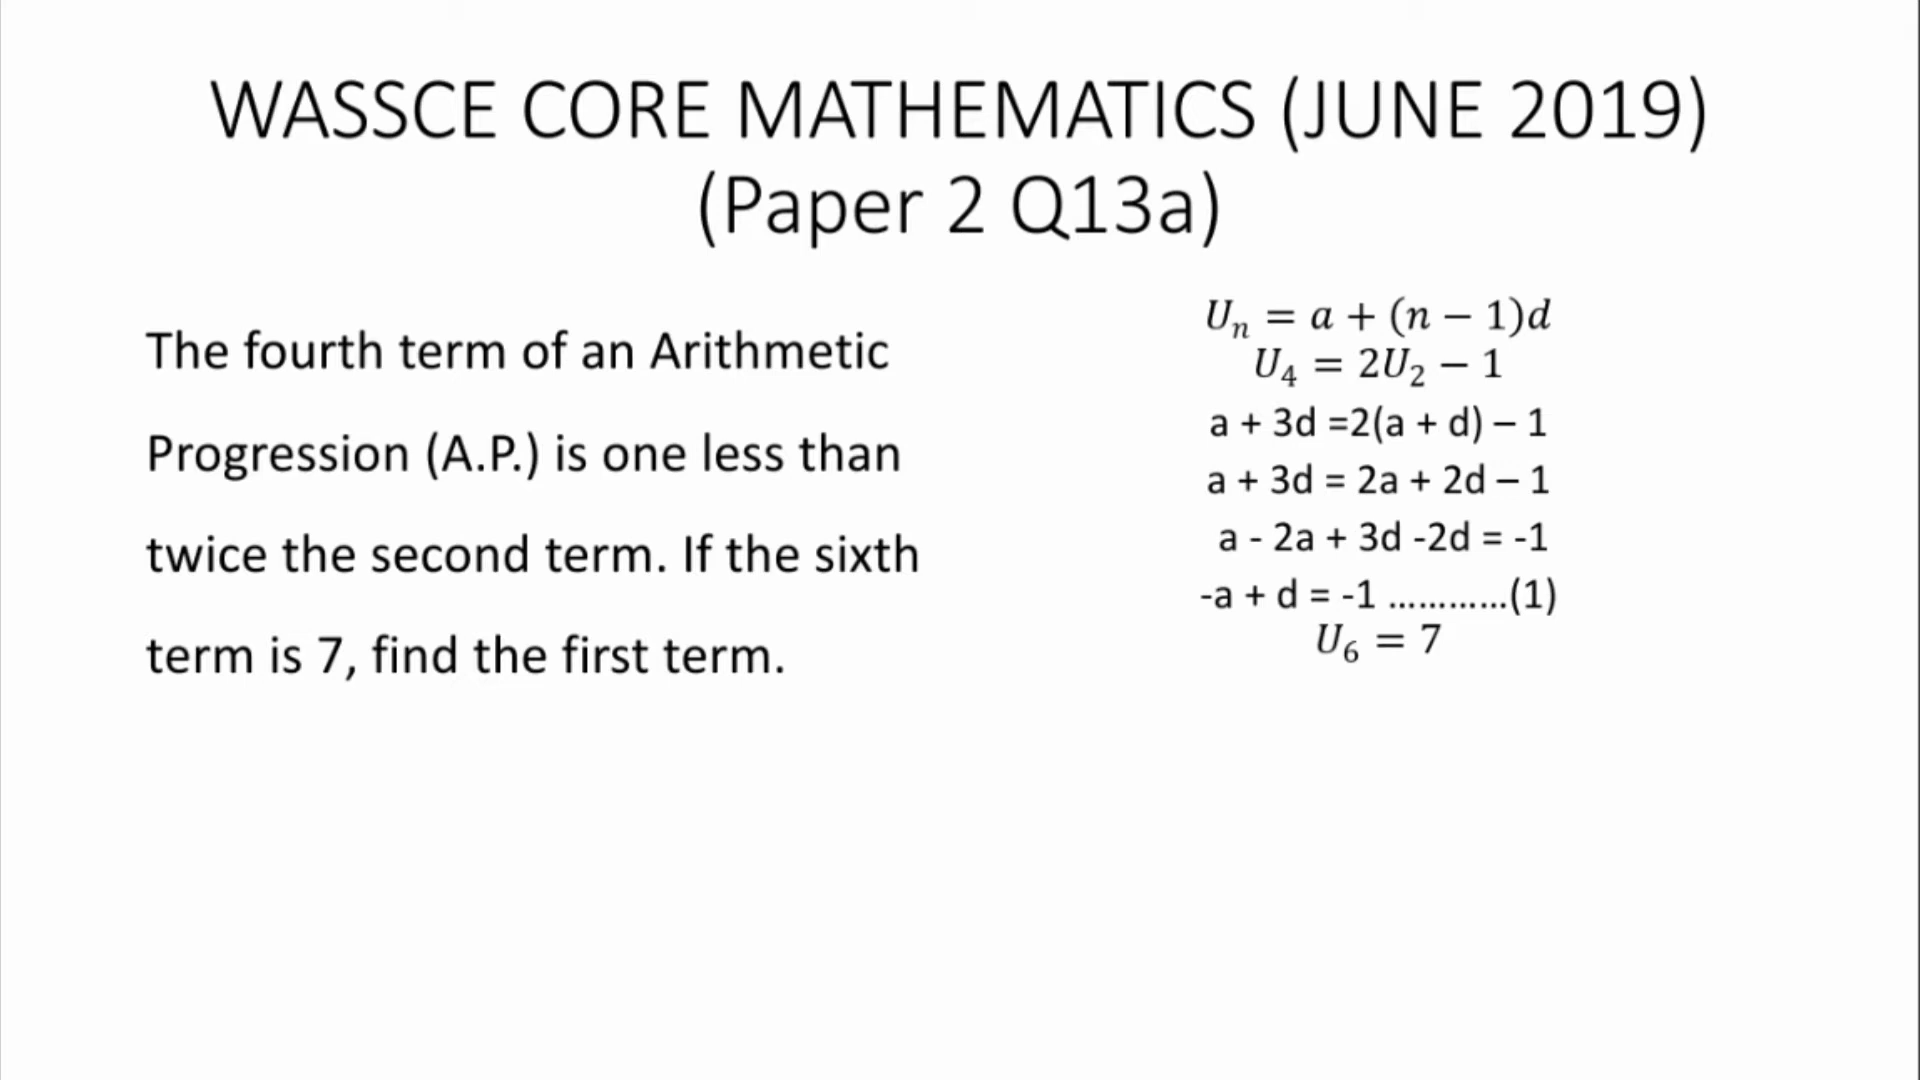 WASSCE CORE MATHEMATICS (JUNE 2019)
(Paper 2 Q13a)
The fourth term of an Arithmetic
Progression (A.P.) is one less than
twice the second term. If the sixth
term is 7, find the first term.
Uₙ = a + (n − 1)d
U₄ = 2U₂ − 1
a + 3d =2(a + d) – 1
a + 3d = 2a + 2d – 1
a - 2a + 3d -2d = -1
-a + d = -1 …………(1)
U₆ = 7